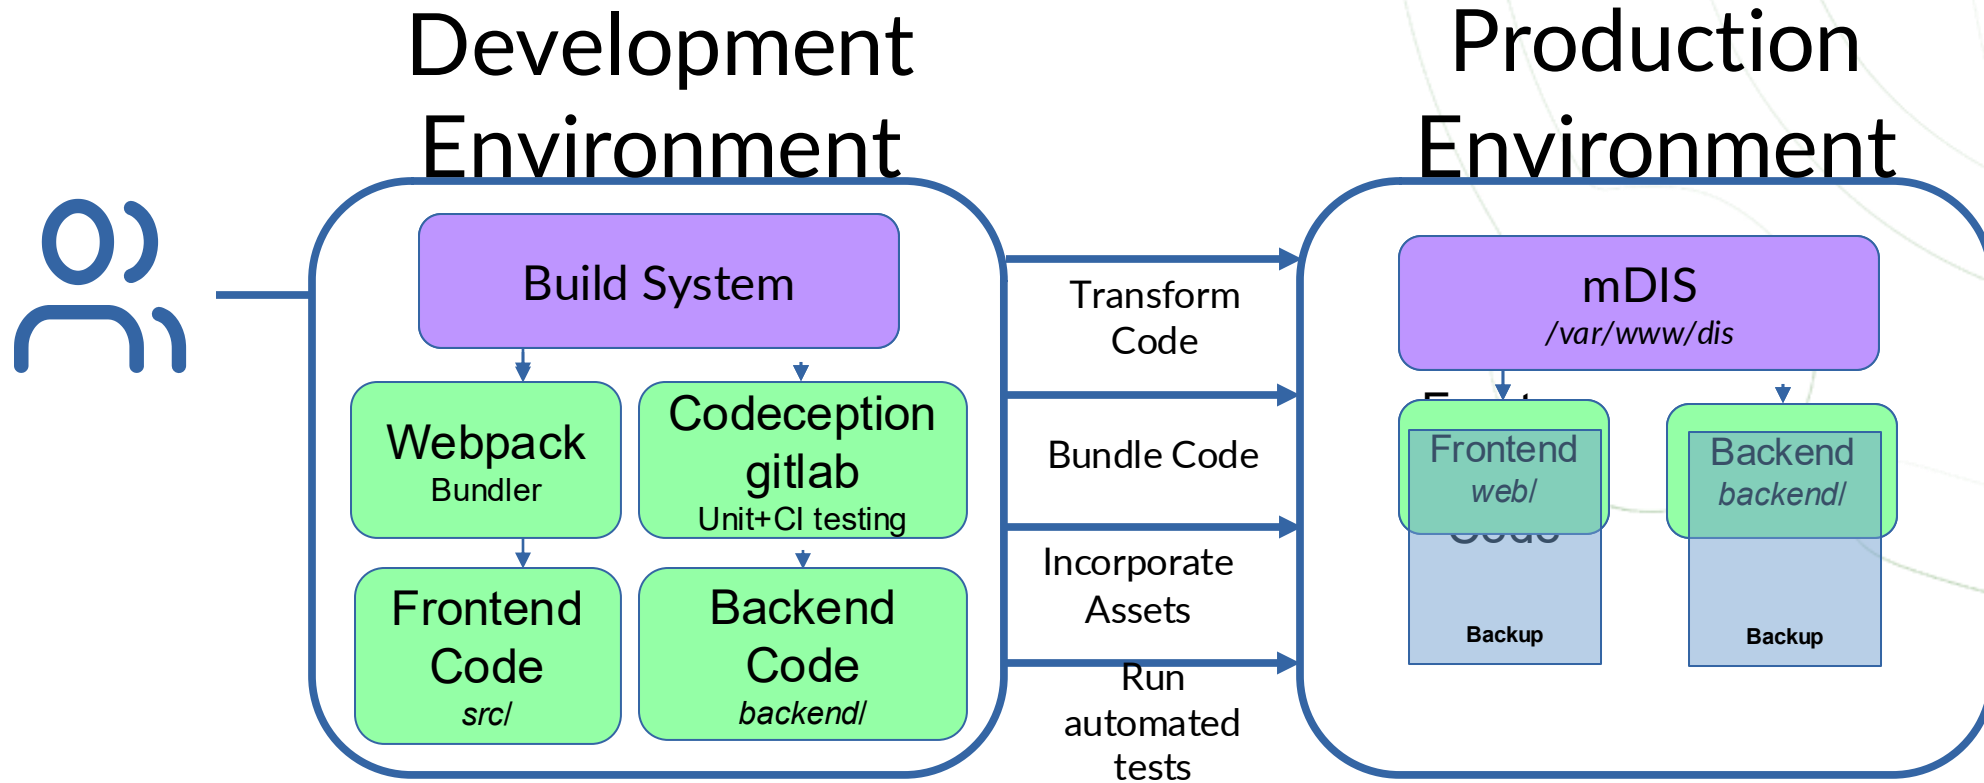 Development
Environment
Production
Environment
Build System
Webpack
Bundler
Codeception
gitlab
Unit+CI testing
Frontend
Code
src/
Backend
Code
backend/
Transform
Code
Bundle Code
Incorporate
Assets
Run
automated
tests
mDIS
/var/www/dis
Frontend
web/
Code
Backup
Backend
backend/
Backup